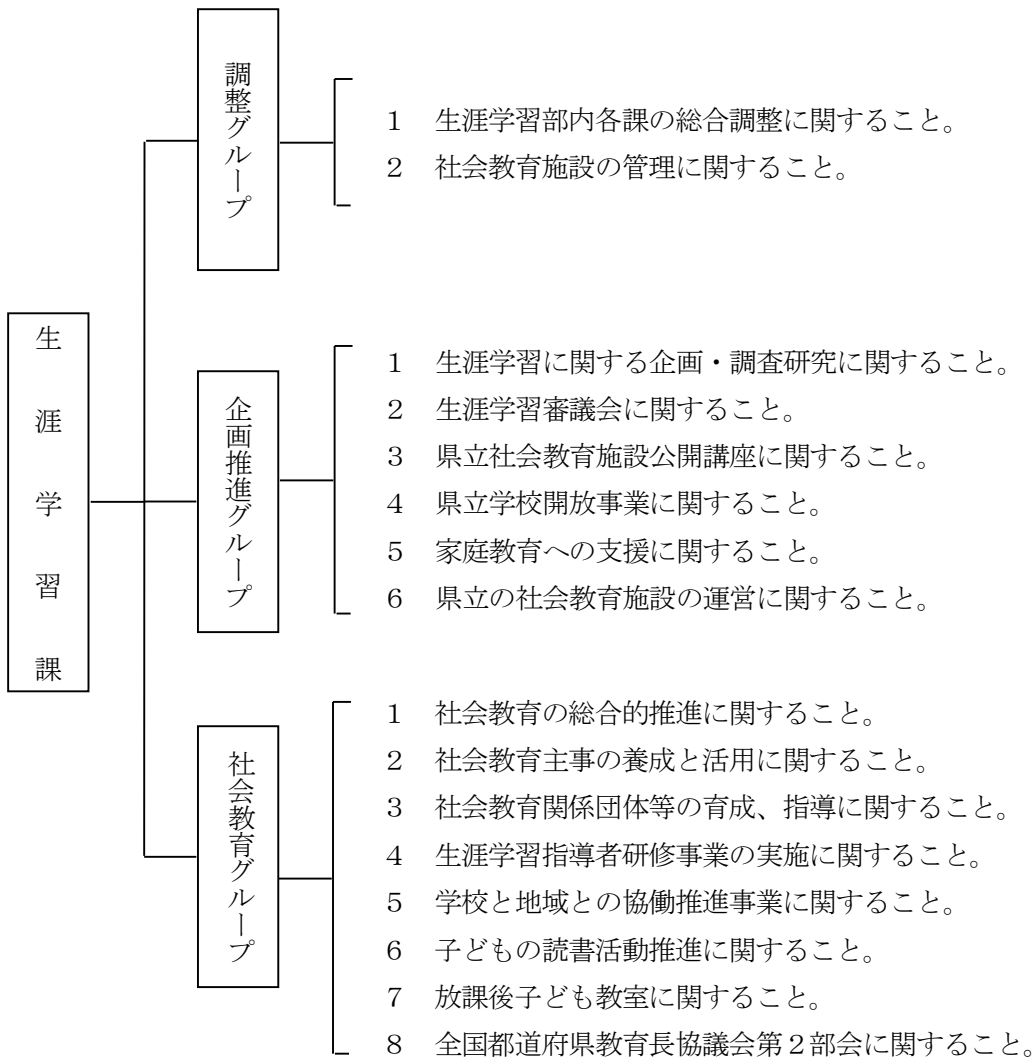 調整グループ
1 生涯学習部内各課の総合調整に関すること。
2 社会教育施設の管理に関すること。
生涯学習課
企画推進グループ
1 生涯学習に関する企画・調査研究に関すること。
2 生涯学習審議会に関すること。
3 県立社会教育施設公開講座に関すること。
4 県立学校開放事業に関すること。
5 家庭教育への支援に関すること。
6 県立の社会教育施設の運営に関すること。
社会教育グループ
1 社会教育の総合的推進に関すること。
2 社会教育主事の養成と活用に関すること。
3 社会教育関係団体等の育成、指導に関すること。
4 生涯学習指導者研修事業の実施に関すること。
5 学校と地域との協働推進事業に関すること。
6 子どもの読書活動推進に関すること。
7 放課後子ども教室に関すること。
8 全国都道府県教育長協議会第2部会に関すること。